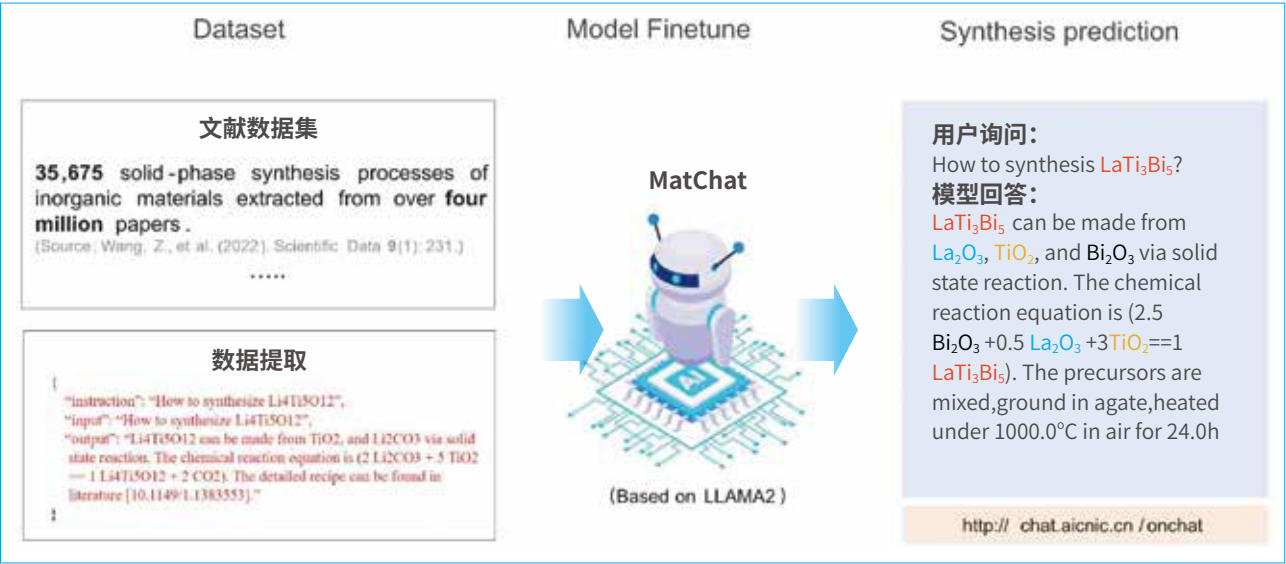 Dataset
Model Finetune
Synthesis prediction
文献数据集
35,675 solid-phase synthesis processes of
inorganic materials extracted from over four
million papers.
(Source: Wang, Z., et al. (2022). Scientific Data 9(1): 231.)
.....
数据提取
{
"instruction": "How to synthesize Li4Ti5O12",
"input": "How to synthesize Li4Ti5O12",
"output": "Li4Ti5O12 can be made from TiO2, and Li2CO3 via solid
state reaction. The chemical reaction equation is (2 Li2CO3 + 5 TiO2
== 1 Li4Ti5O12 + 2 CO2). The detailed recipe can be found in
literature [10.1149/1.1383553]."
}
MatChat
AI
(Based on LLAMA2)
用户询问：
How to synthesis LaTi₃Bi₅?
模型回答：
LaTi₃Bi₅ can be made from
La₂O₃, TiO₂, and Bi₂O₃ via solid
state reaction. The chemical
reaction equation is (2.5
Bi₂O₃ +0.5 La₂O₃ +3TiO₂==1
LaTi₃Bi₅). The precursors are
mixed,ground in agate,heated
under 1000.0°C in air for 24.0h
http:// chat.aicnic.cn /onchat